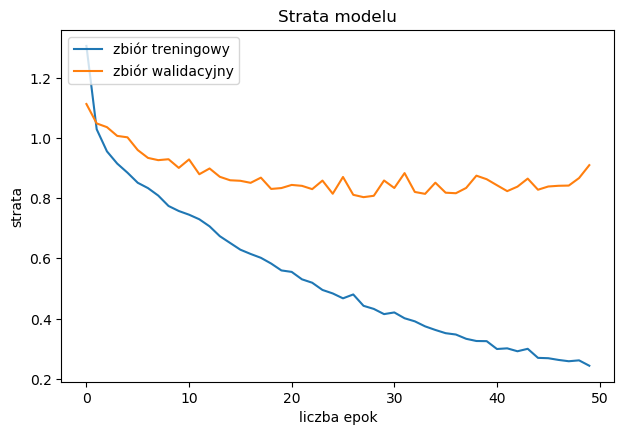 Strata modelu
zbiór treningowy
zbiór walidacyjny
strata
1.2
1.0
0.8
0.6
0.4
0.2
0 10 20 30 40 50
liczba epok